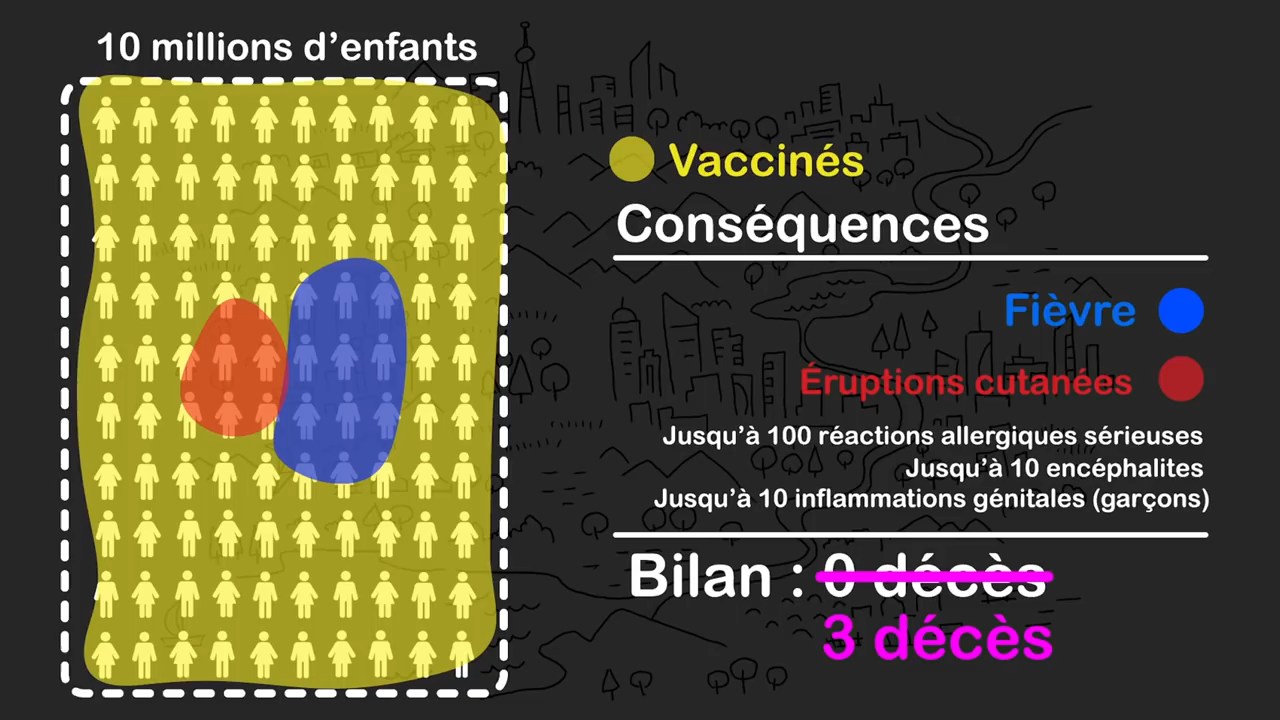 10 millions d’enfants
Vaccinés
Conséquences
Fièvre
Éruptions cutanées
Jusqu’à 100 réactions allergiques sérieuses
Jusqu’à 10 encéphalites
Jusqu’à 10 inflammations génitales (garçons)
Bilan : 0 décès
3 décès